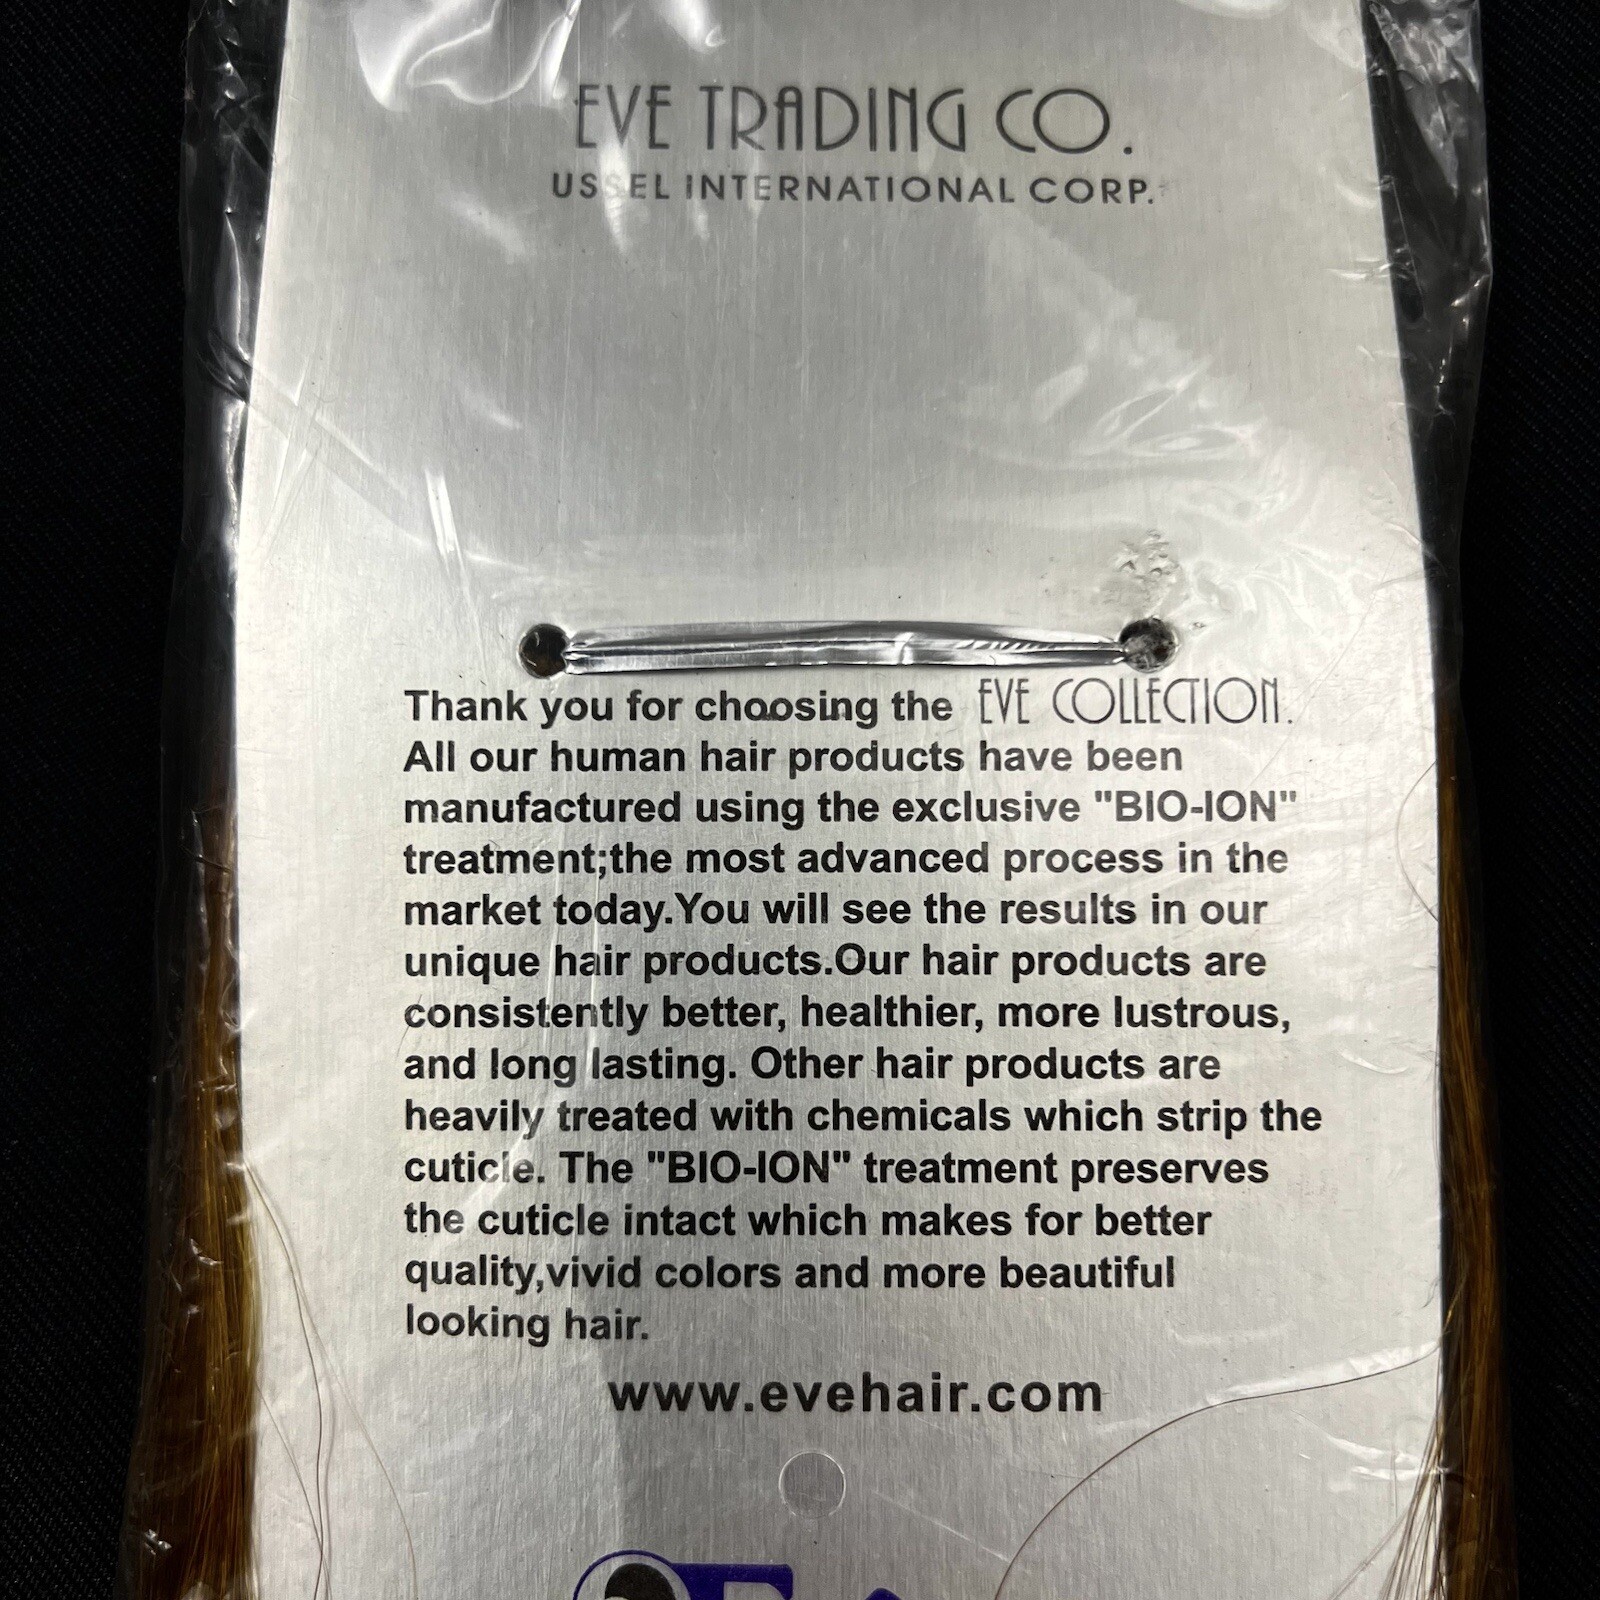 EVE TRADING CO.
USSEL INTERNATIONAL CORP.
Thank you for choosing the EVE COLLECTION.
All our human hair products have been
manufactured using the exclusive "BIO-ION"
treatment;the most advanced process in the
market today.You will see the results in our
unique hair products.Our hair products are
consistently better, healthier, more lustrous,
and long lasting. Other hair products are
heavily treated with chemicals which strip the
cuticle. The "BIO-ION" treatment preserves
the cuticle intact which makes for better
quality,vivid colors and more beautiful
looking hair.
www.evehair.com